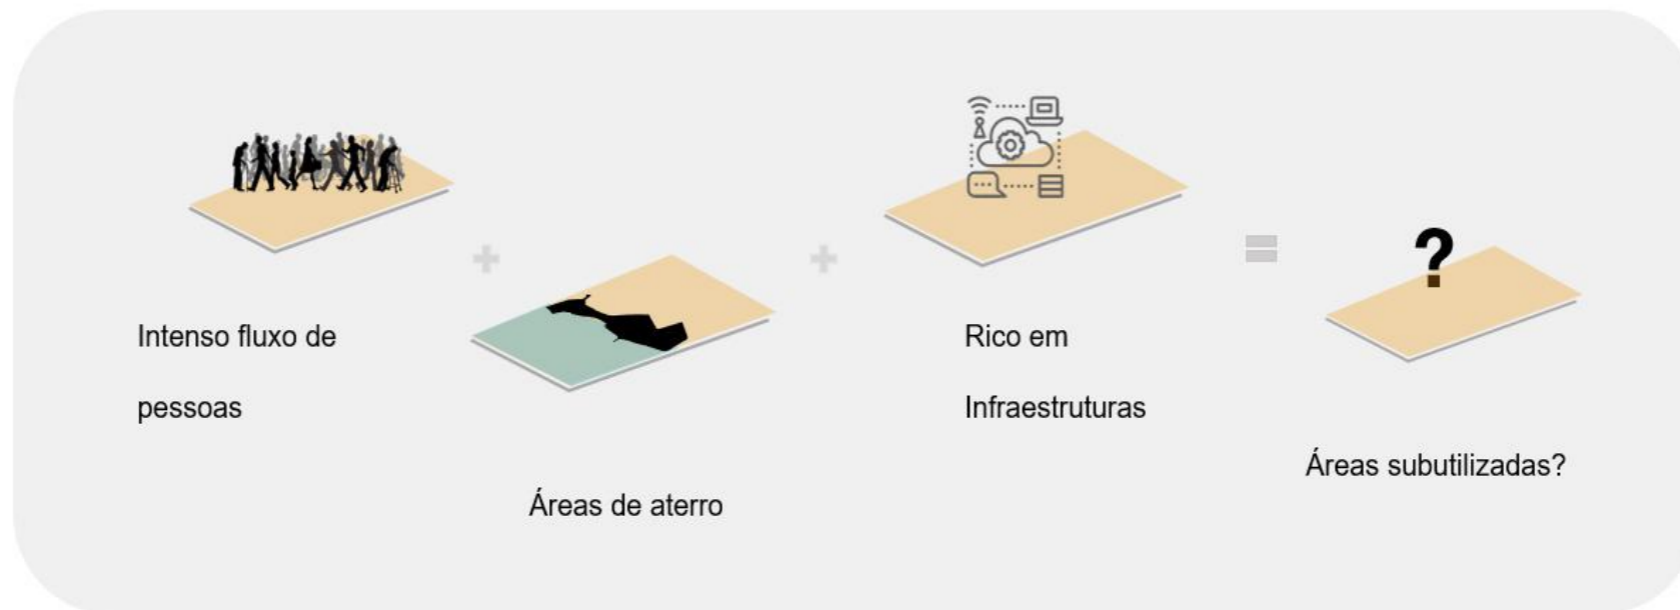 Intenso fluxo de
pessoas
Áreas de aterro
Rico em
Infraestruturas
Áreas subutilizadas?